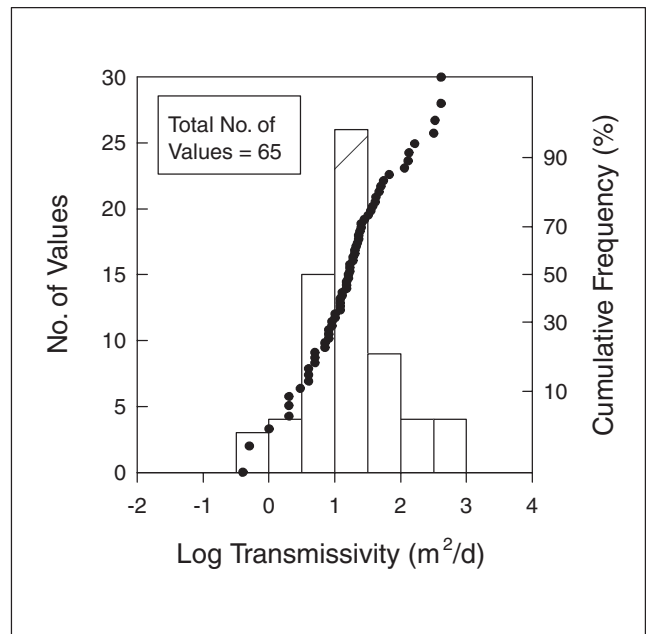 30
25
20
15
10
5
0
No. of Values
Total No. of
Values = 65
90
70
50
30
10
Cumulative Frequency (%)
-2 -1 0 1 2 3 4
Log Transmissivity (m²/d)